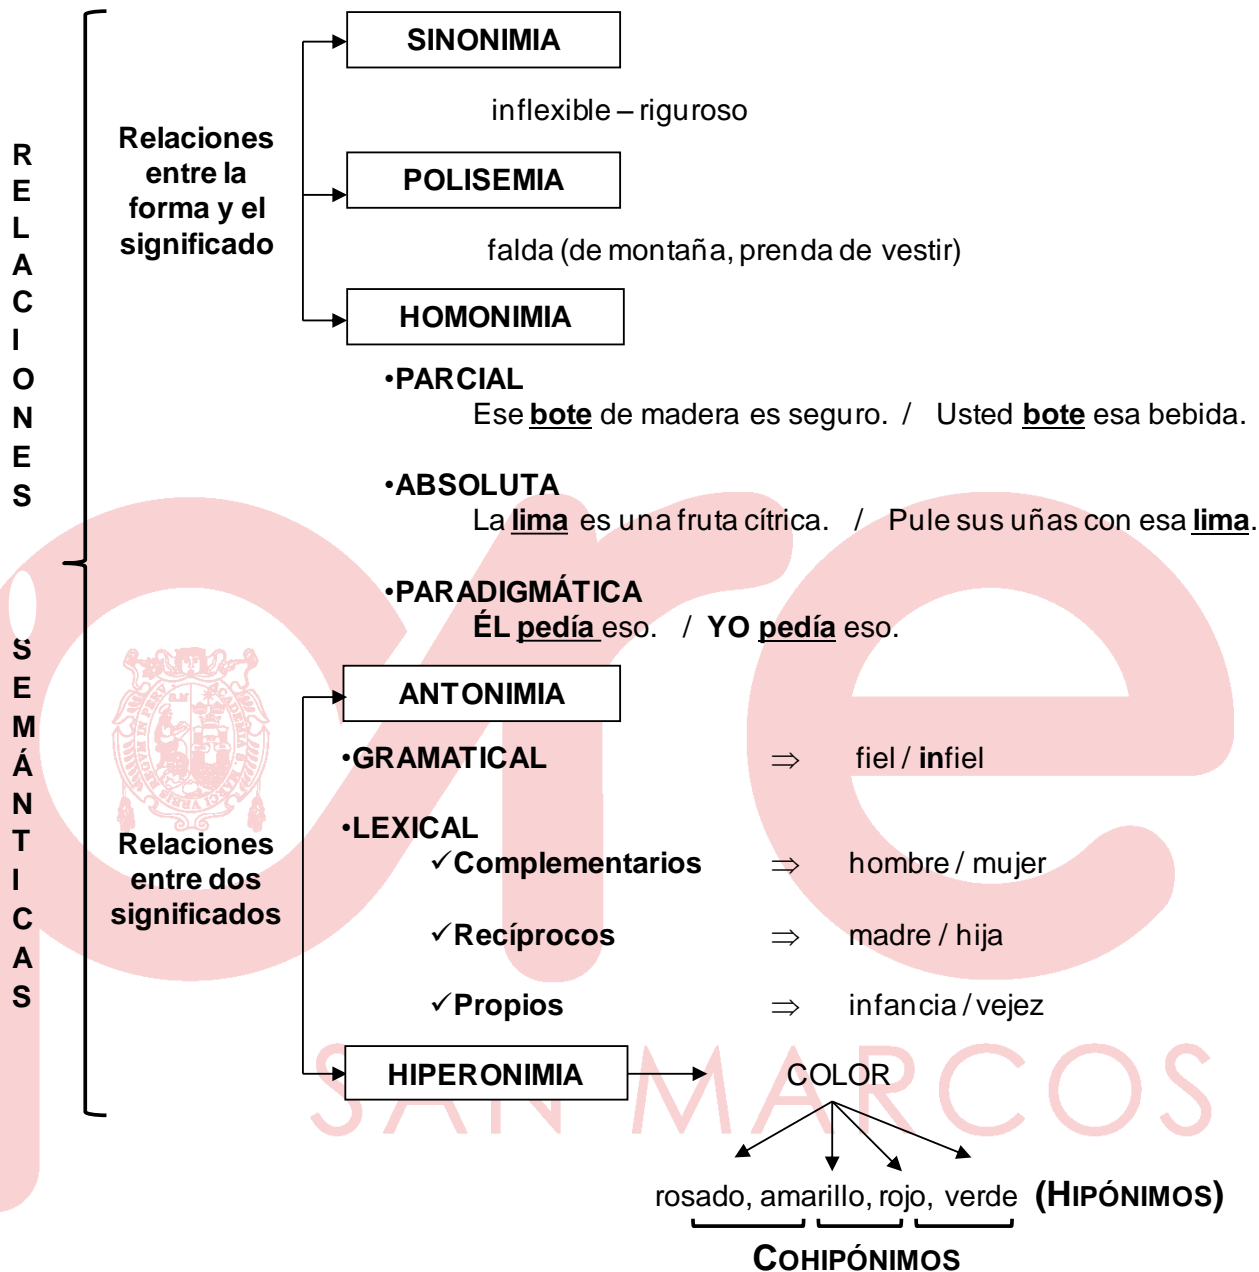 RELACIONES SEMÁNTICAS
Relaciones
entre la
forma y el
significado
SINONIMIA
inflexible – riguroso
POLISEMIA
falda (de montaña, prenda de vestir)
HOMONIMIA
•PARCIAL
Ese bote de madera es seguro. / Usted bote esa bebida.
•ABSOLUTA
La lima es una fruta cítrica. / Pule sus uñas con esa lima.
•PARADIGMÁTICA
ÉL pedía eso. / YO pedía eso.
Relaciones
entre dos
significados
ANTONIMIA
•GRAMATICAL ⇒ fiel / infiel
•LEXICAL
✓Complementarios ⇒ hombre / mujer
✓Recíprocos ⇒ madre / hija
✓Propios ⇒ infancia / vejez
HIPERONIMIA COLOR
rosado, amarillo, rojo, verde (HIPÓNIMOS)
COHIPÓNIMOS
pre
SAN MARCOS